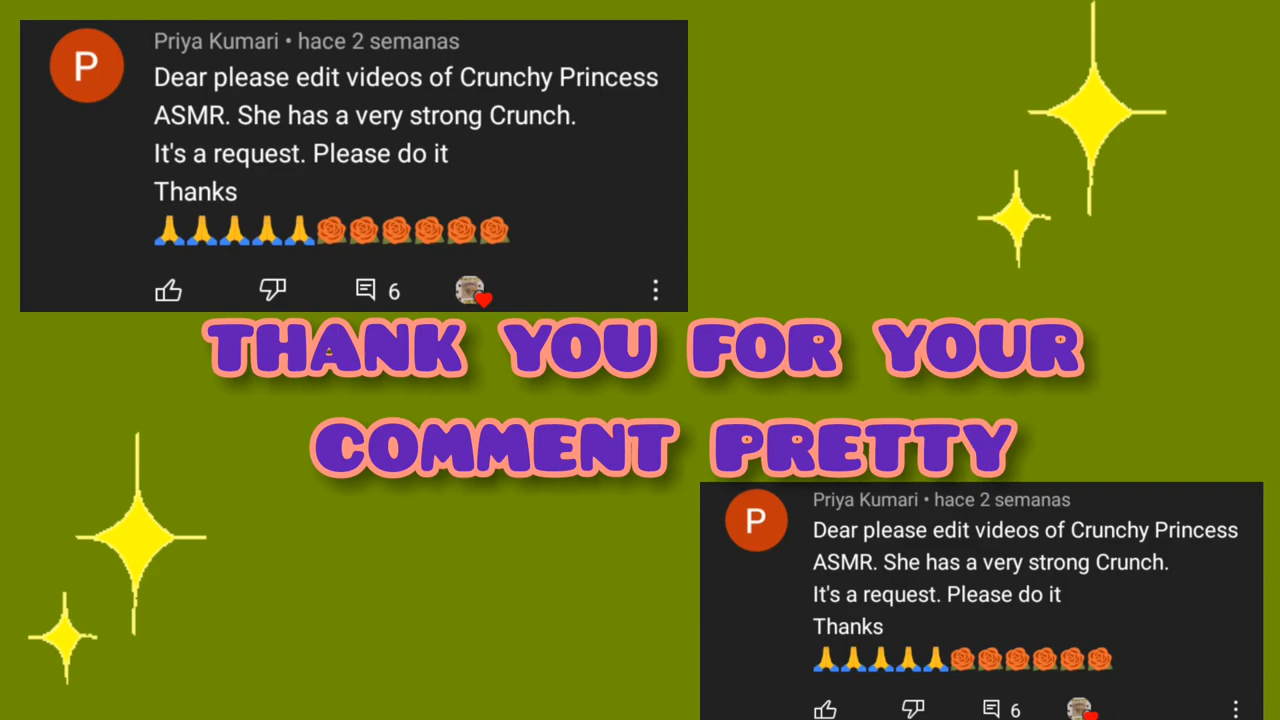 Priya Kumari • hace 2 semanas
P
Dear please edit videos of Crunchy Princess
ASMR. She has a very strong Crunch.
It's a request. Please do it
Thanks
🙏🙏🙏🙏🙏🌹🌹🌹🌹🌹🌹
6
THANK YOU FOR YOUR
COMMENT PRETTY
Priya Kumari • hace 2 semanas
P
Dear please edit videos of Crunchy Princess
ASMR. She has a very strong Crunch.
It's a request. Please do it
Thanks
🙏🙏🙏🙏🙏🌹🌹🌹🌹🌹🌹
6